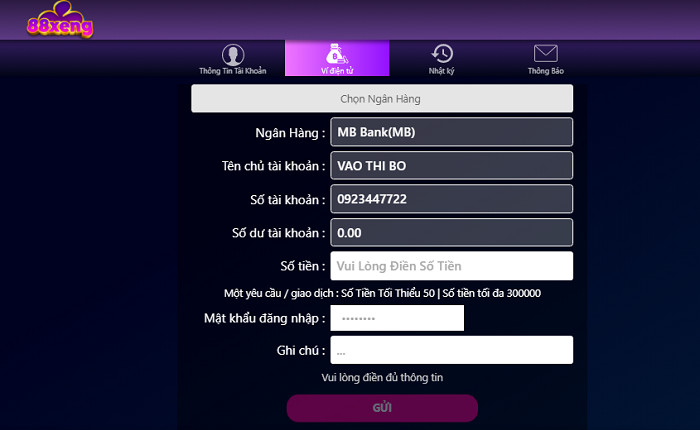 88xeng
Thông Tin Tài Khoản
Ví điện tử
Nhật ký
Thông Báo
Chọn Ngân Hàng
Ngân Hàng : MB Bank(MB)
Tên chủ tài khoản : VAO THI BO
Số tài khoản : 0923447722
Số dư tài khoản : 0.00
Số tiền : Vui Lòng Điền Số Tiền
Một yêu cầu / giao dịch : Số Tiền Tối Thiểu 50 | Số tiền tối đa 300000
Mật khẩu đăng nhập : ••••••••
Ghi chú : ...
Vui lòng điền đủ thông tin
GỬI